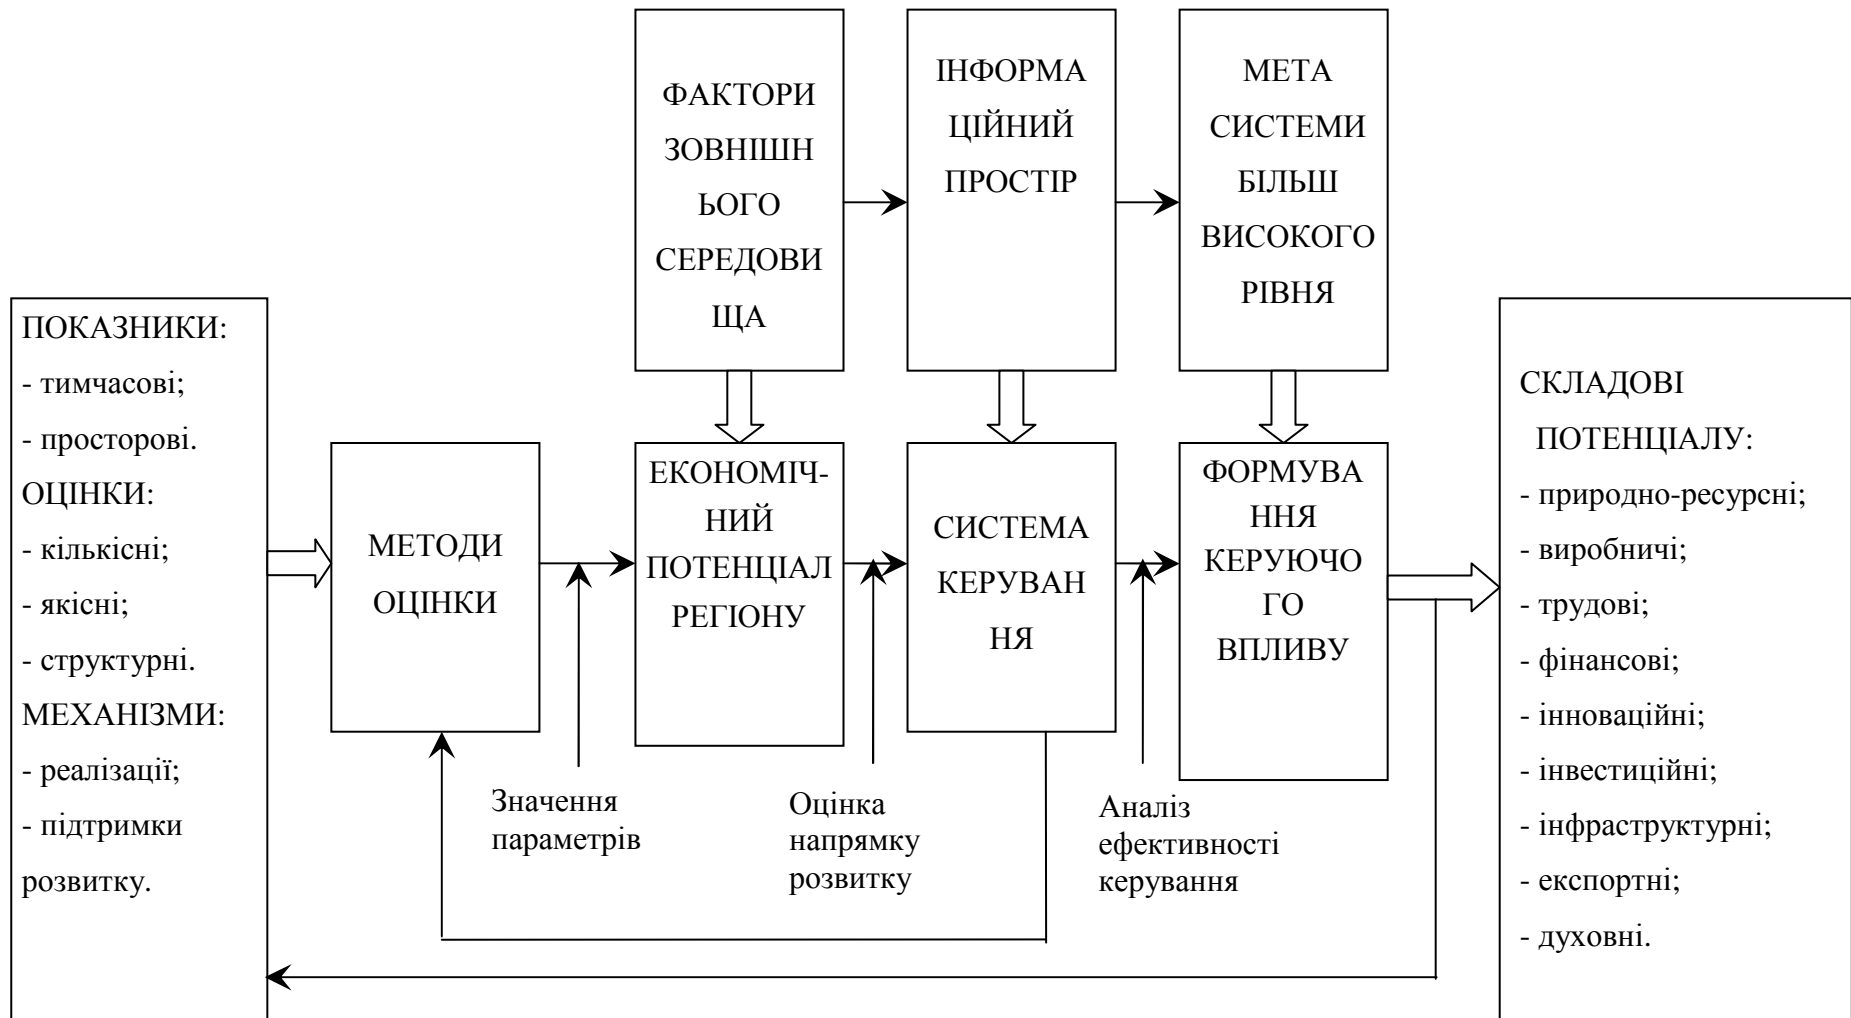 ФАКТОРИ
ЗОВНІШН
ЬОГО
СЕРЕДОВИ
ЩА
ІНФОРМА
ЦІЙНИЙ
ПРОСТІР
МЕТА
СИСТЕМИ
БІЛЬШ
ВИСОКОГО
РІВНЯ
ПОКАЗНИКИ:
- тимчасові;
- просторові.
ОЦІНКИ:
- кількісні;
- якісні;
- структурні.
МЕХАНІЗМИ:
- реалізації;
- підтримки
розвитку.
МЕТОДИ
ОЦІНКИ
ЕКОНОМІЧ-
НИЙ
ПОТЕНЦІАЛ
РЕГІОНУ
СИСТЕМА
КЕРУВАН
НЯ
ФОРМУВА
ННЯ
КЕРУЮЧО
ГО
ВПЛИВУ
СКЛАДОВІ
ПОТЕНЦІАЛУ:
- природно-ресурсні;
- виробничі;
- трудові;
- фінансові;
- інноваційні;
- інвестиційні;
- інфраструктурні;
- експортні;
- духовні.
Значення
параметрів
Оцінка
напрямку
розвитку
Аналіз
ефективності
керування